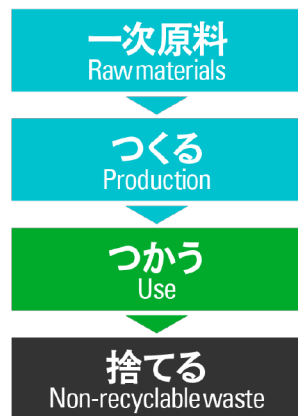 一次原料
Raw materials
つくる
Production
つかう
Use
捨てる
Non-recyclable waste